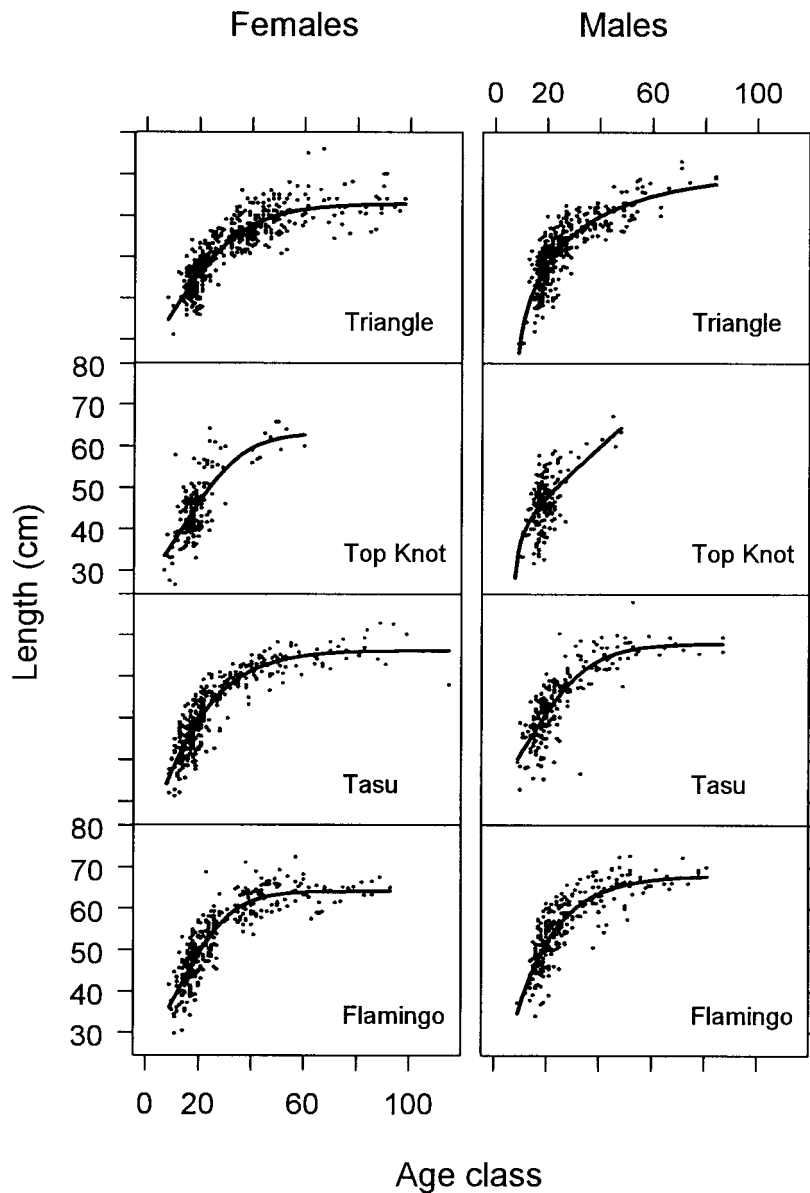 Females Males
0 20 60 100
Triangle Triangle
80
70
60
50
40
30
Top Knot Top Knot
Length (cm)
Tasu Tasu
80
70
60
50
40
30
Flamingo Flamingo
0 20 60 100
Age class